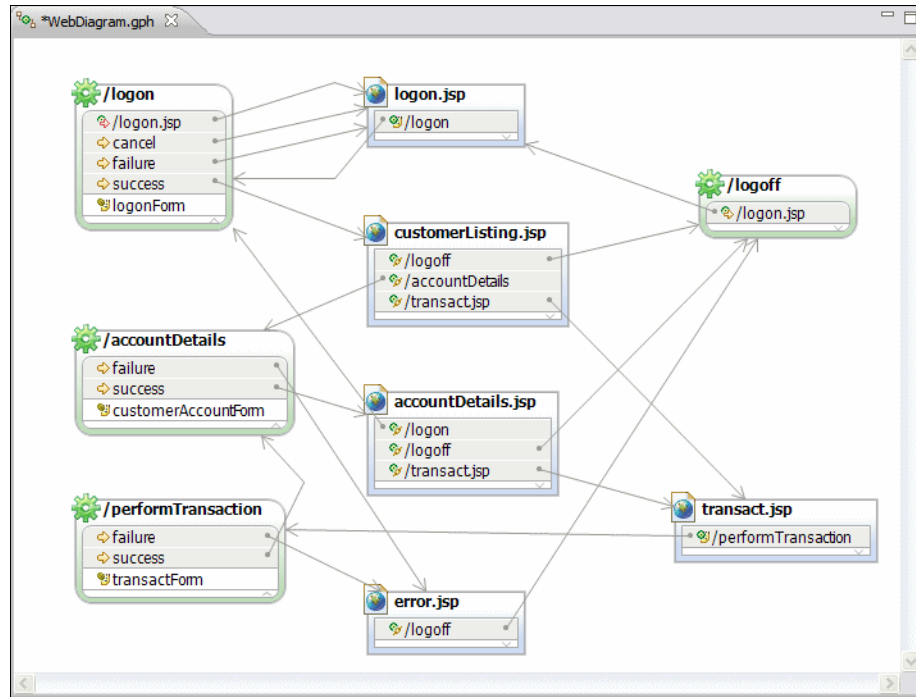 *WebDiagram.gph
/logon
/logon.jsp
cancel
failure
success
logonForm
logon.jsp
/logon
/logoff
/logon.jsp
customerListing.jsp
/logoff
/accountDetails
/transact.jsp
/accountDetails
failure
success
customerAccountForm
accountDetails.jsp
/logon
/logoff
/transact.jsp
/performTransaction
failure
success
transactForm
transact.jsp
/performTransaction
error.jsp
/logoff